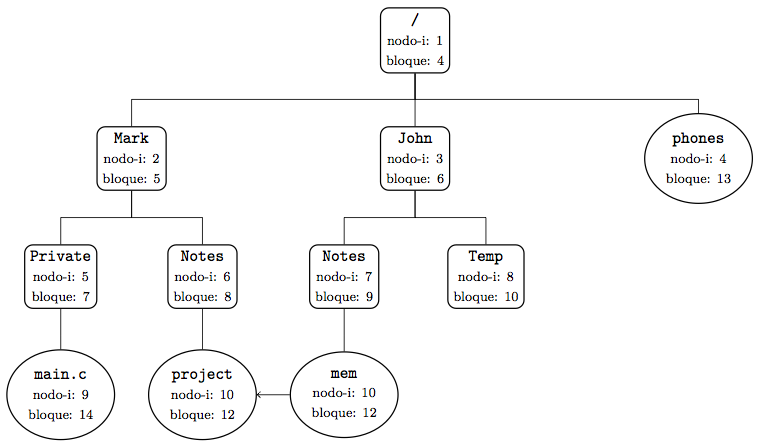 /
nodo-i: 1
bloque: 4
Mark
nodo-i: 2
bloque: 5
John
nodo-i: 3
bloque: 6
phones
nodo-i: 4
bloque: 13
Private
nodo-i: 5
bloque: 7
Notes
nodo-i: 6
bloque: 8
Notes
nodo-i: 7
bloque: 9
Temp
nodo-i: 8
bloque: 10
main.c
nodo-i: 9
bloque: 14
project
nodo-i: 10
bloque: 12
mem
nodo-i: 10
bloque: 12